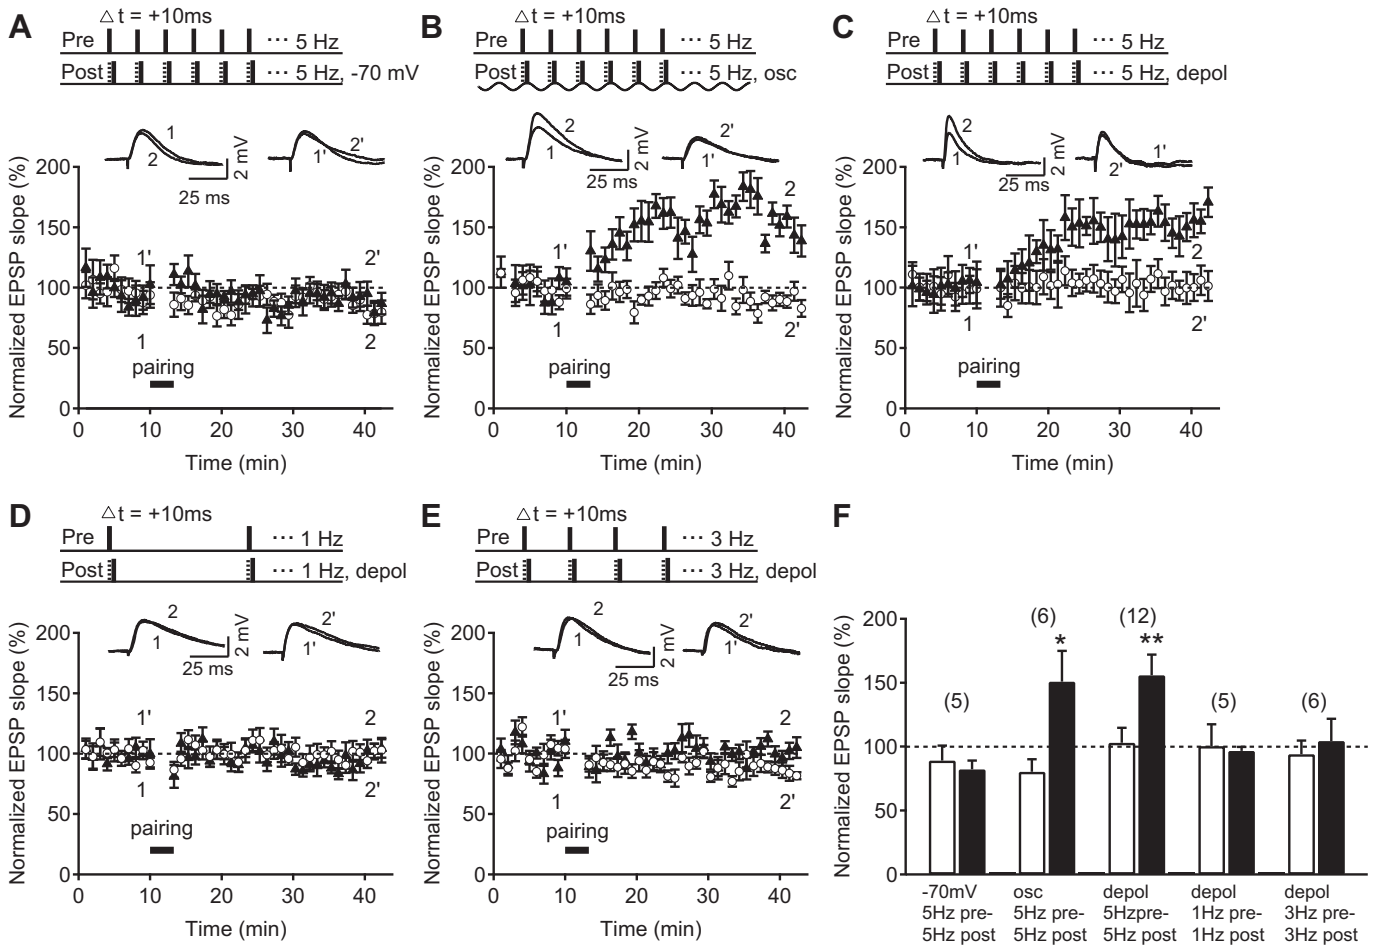 A
△ t = +10ms
Pre ··· 5 Hz
Post ··· 5 Hz, -70 mV
1
2
2 mV
25 ms
2'
1'
Normalized EPSP slope (%)
200
150
100
50
0
1'
1
2'
2
pairing
0 10 20 30 40
Time (min)
B
△ t = +10ms
Pre ··· 5 Hz
Post ··· 5 Hz, osc
2
1
2 mV
25 ms
2'
1'
Normalized EPSP slope (%)
200
150
100
50
0
1'
1
2
2'
pairing
0 10 20 30 40
Time (min)
C
△ t = +10ms
Pre ··· 5 Hz
Post ··· 5 Hz, depol
2
1
2 mV
25 ms
1'
2'
Normalized EPSP slope (%)
200
150
100
50
0
1'
1
2
2'
pairing
0 10 20 30 40
Time (min)
D
△ t = +10ms
Pre ··· 1 Hz
Post ··· 1 Hz, depol
2
1
2 mV
25 ms
2'
1'
Normalized EPSP slope (%)
200
150
100
50
0
1'
1
2
2'
pairing
0 10 20 30 40
Time (min)
E
△ t = +10ms
Pre ··· 3 Hz
Post ··· 3 Hz, depol
2
1
2 mV
25 ms
2'
1'
Normalized EPSP slope (%)
200
150
100
50
0
1'
1
2
2'
pairing
0 10 20 30 40
Time (min)
F
Normalized EPSP slope (%)
200
150
100
50
0
(5)
(6)
*
(12)
**
(5)
(6)
-70mV
5Hz pre-
5Hz post
osc
5Hz pre-
5Hz post
depol
5Hzpre-
5Hz post
depol
1Hz pre-
1Hz post
depol
3Hz pre-
3Hz post